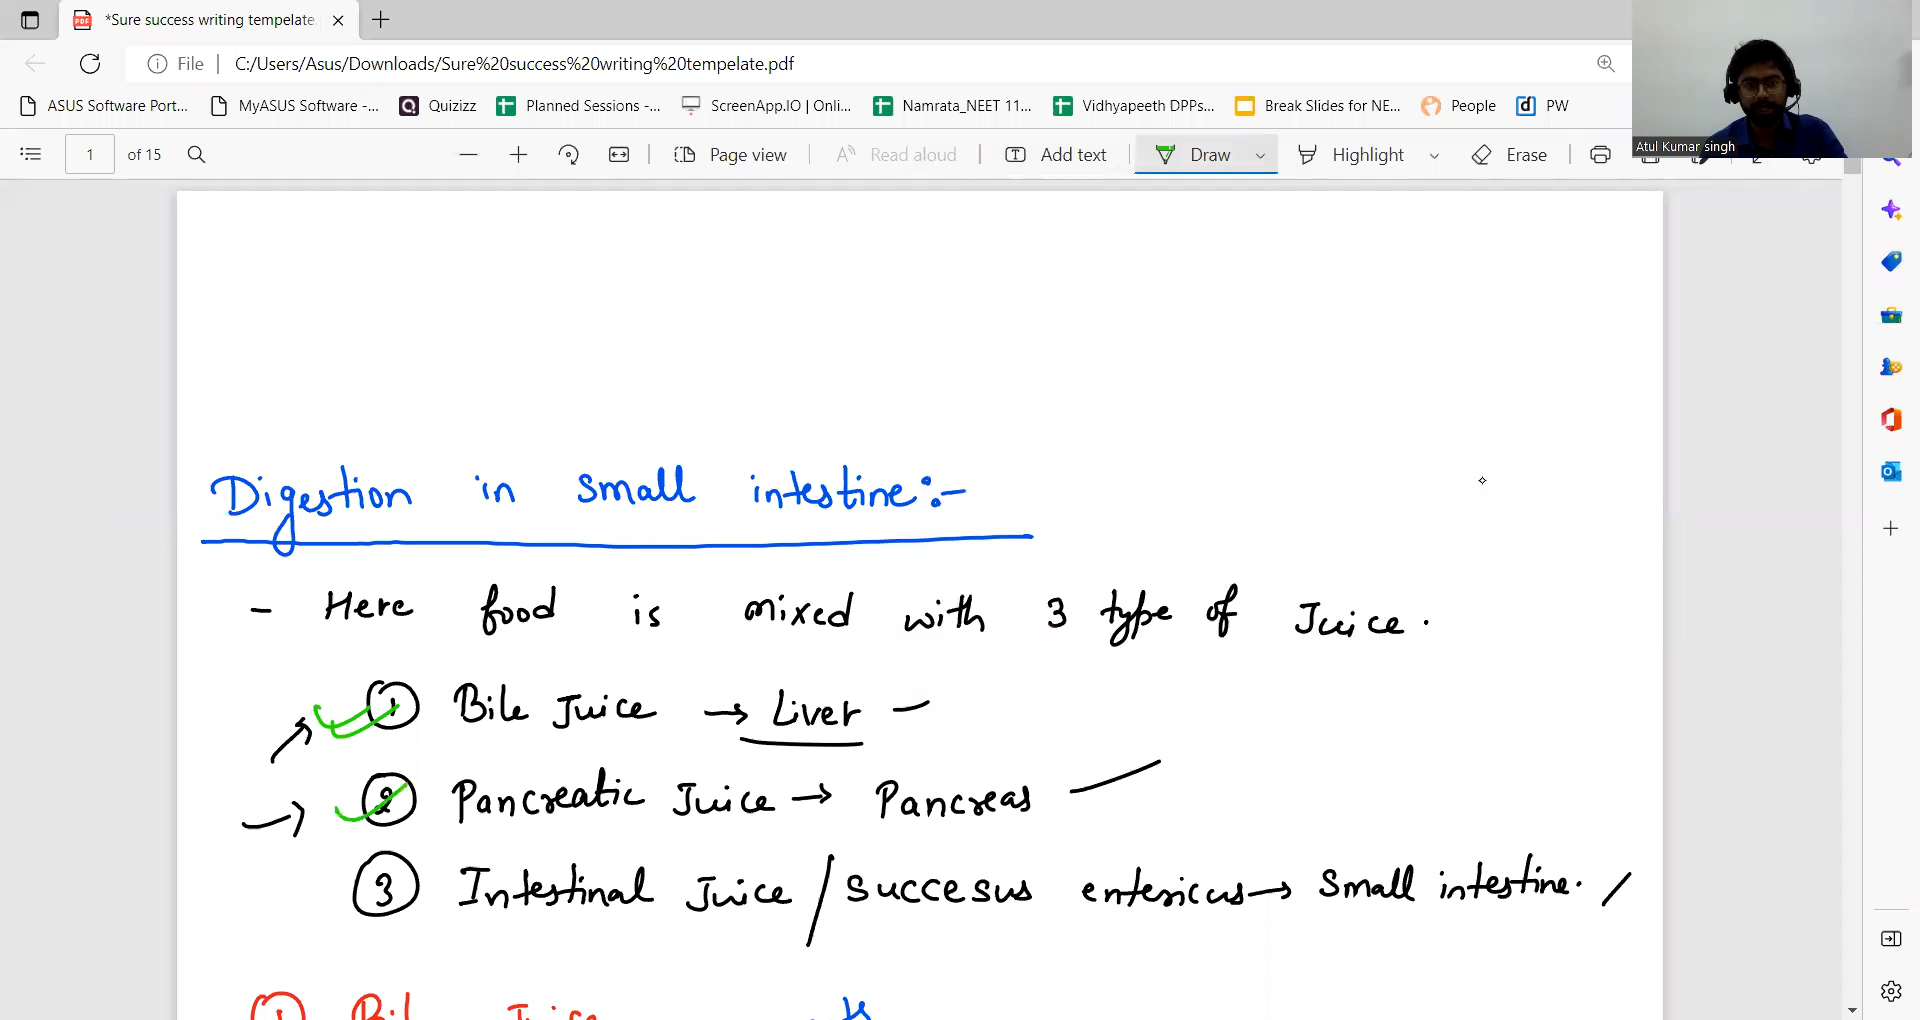 *Sure success writing tempelate.
File C:/Users/Asus/Downloads/Sure%20success%20writing%20tempelate.pdf
ASUS Software Port... MyASUS Software -... Quizizz Planned Sessions -... ScreenApp.IO | Onli... Namrata_NEET 11... Vidhyapeeth DPPs... Break Slides for NE... People PW
Atul Kumar singh
1 of 15 Page view Read aloud Add text Draw Highlight Erase
Digestion in small intestine:-
- Here food is mixed with 3 type of Juice.
1 Bile Juice → Liver -
2 Pancreatic Juice → Pancreas
3 Intestinal Juice / succesus entericus → Small intestine.
1 Juice